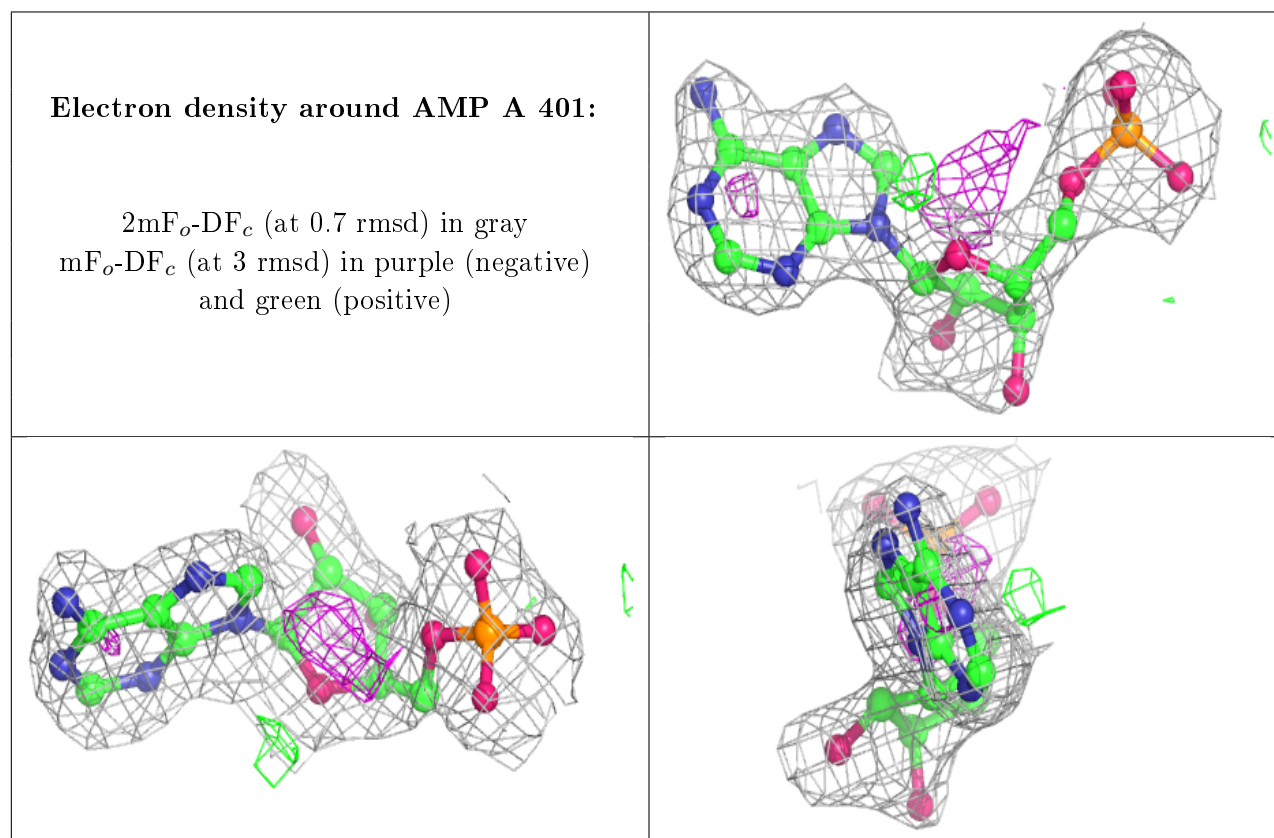 Electron density around AMP A 401:
2mFₒ-DF𝒸 (at 0.7 rmsd) in gray
mFₒ-DF𝒸 (at 3 rmsd) in purple (negative)
and green (positive)